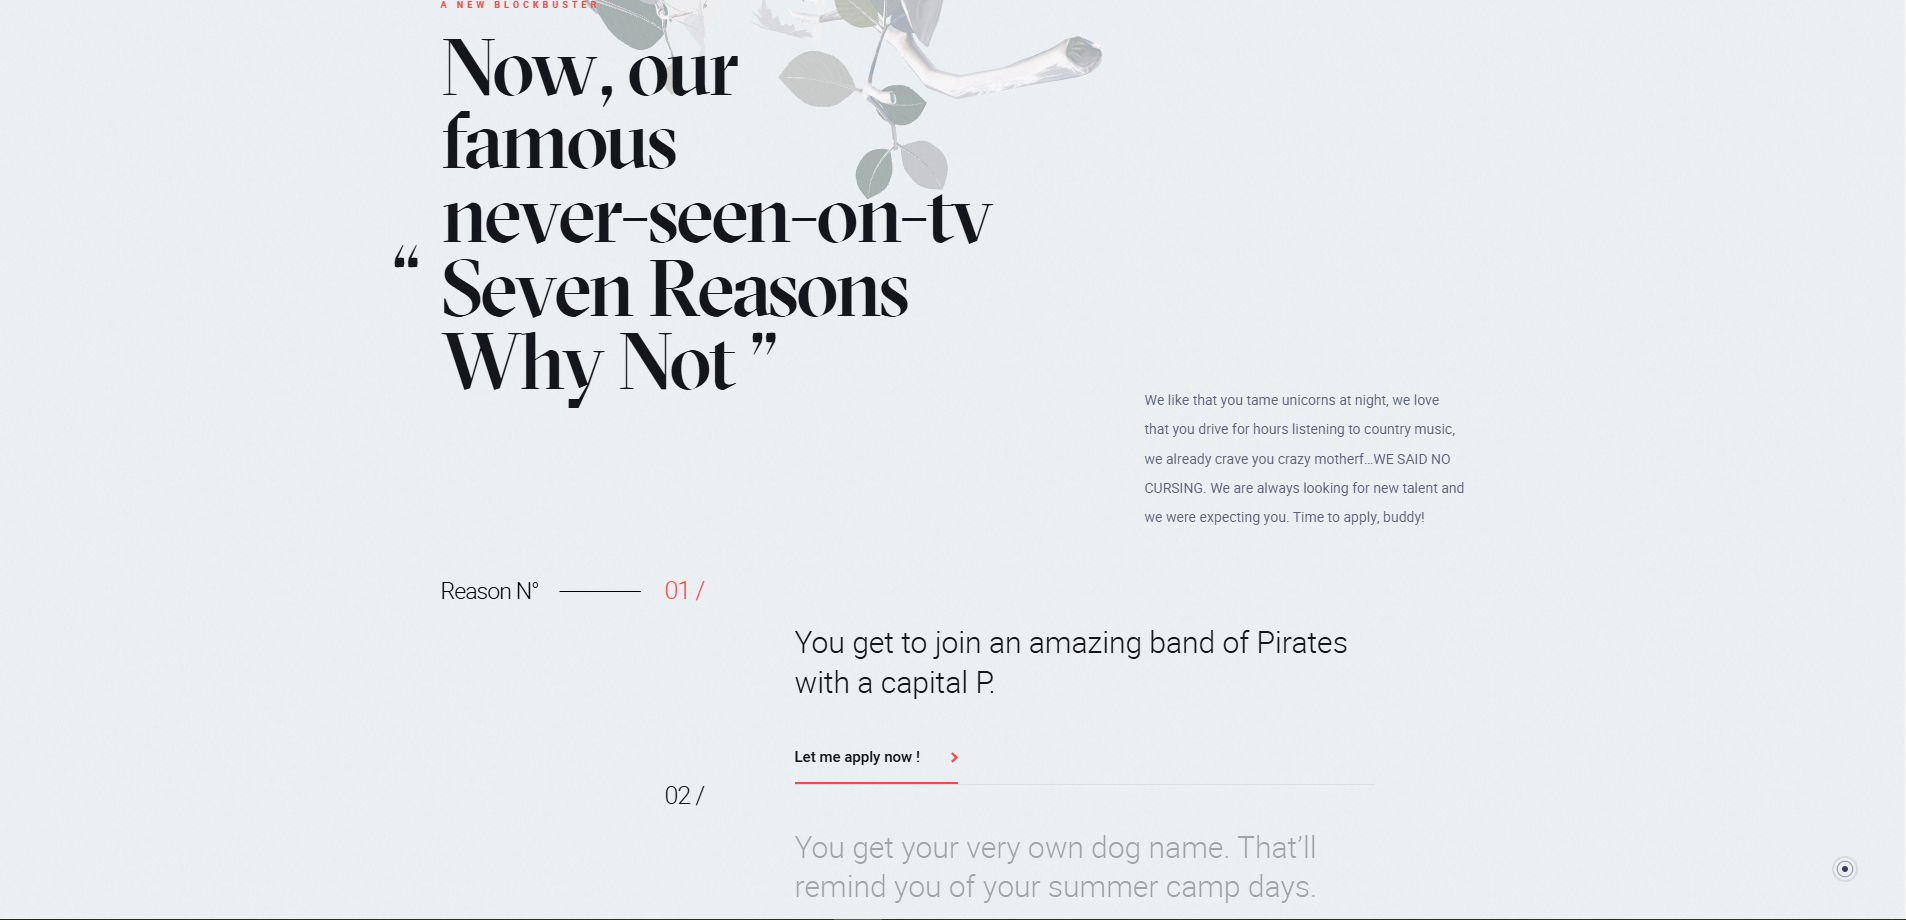 A NEW BLOCKBUSTER
Now, our
famous
never-seen-on-tv
“ Seven Reasons
Why Not ”
We like that you tame unicorns at night, we love
that you drive for hours listening to country music,
we already crave you crazy motherf...WE SAID NO
CURSING. We are always looking for new talent and
we were expecting you. Time to apply, buddy!
Reason N° 01 /
You get to join an amazing band of Pirates
with a capital P.
Let me apply now !
02 /
You get your very own dog name. That’ll
remind you of your summer camp days.